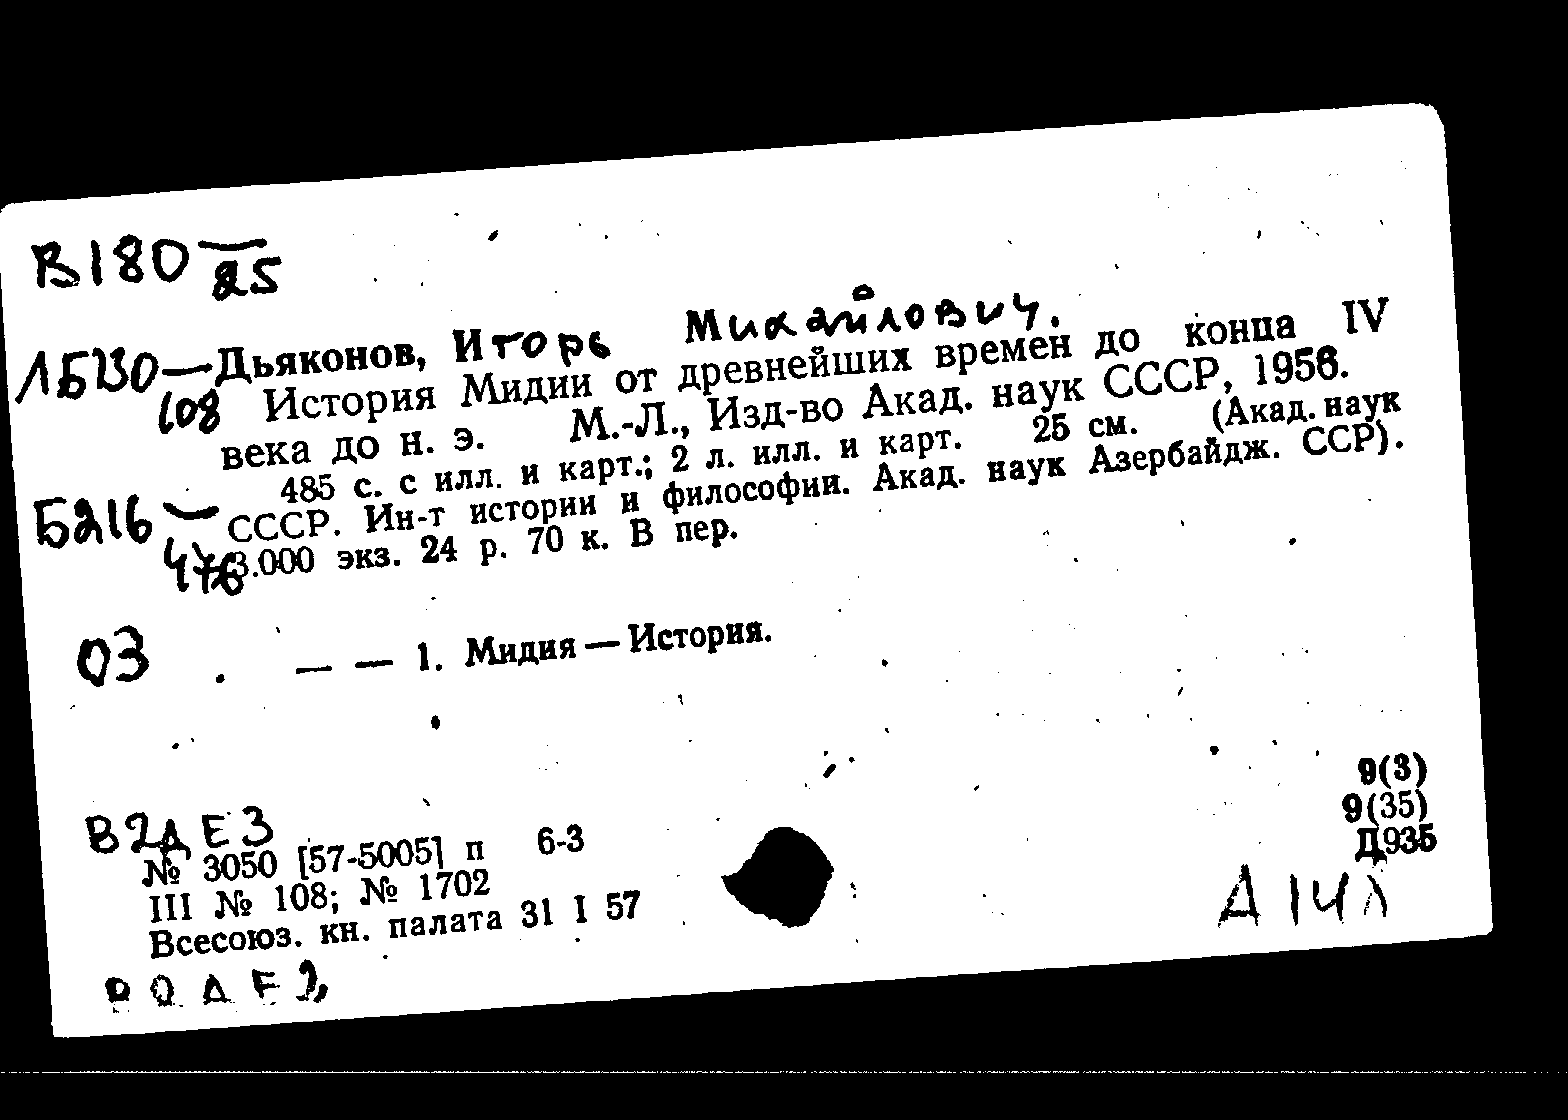 В180—
25
Дьяконов, Игорь Михайлович.
108 История Мидии от древнейших времен до конца IV
века до н. э. М.-Л., Изд-во Акад. наук СССР, 1956.
485 с. с илл. и карт.; 2 л. илл. и карт. 25 см. (Акад. наук
Б216— СССР. Ин-т истории и философии. Акад. наук Азербайдж. ССР).
476 3.000 экз. 24 р. 70 к. В пер.
03 — — 1. Мидия — История.
9(3)
9(35)
Д935
В2ДЕ3
№ 3050 [57-5005] п 6-3
III № 108; № 1702
Всесоюз. кн. палата 31 I 57